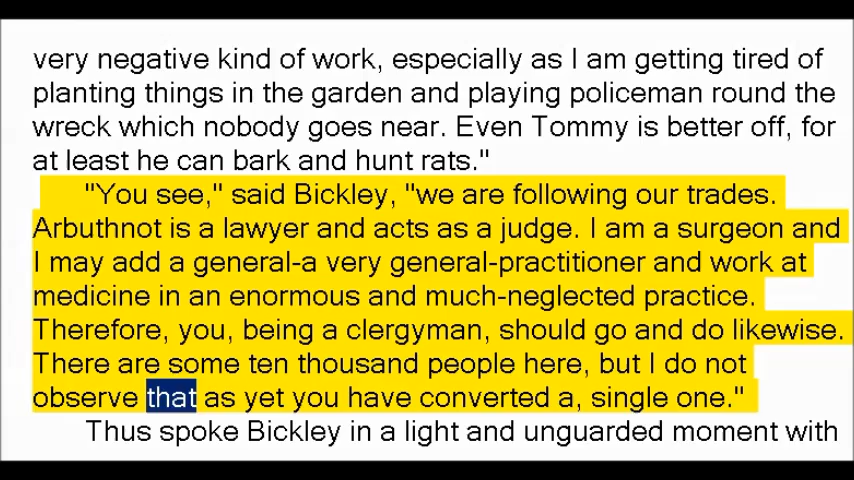 very negative kind of work, especially as I am getting tired of
planting things in the garden and playing policeman round the
wreck which nobody goes near. Even Tommy is better off, for
at least he can bark and hunt rats."
"You see," said Bickley, "we are following our trades.
Arbuthnot is a lawyer and acts as a judge. I am a surgeon and
I may add a general-a very general-practitioner and work at
medicine in an enormous and much-neglected practice.
Therefore, you, being a clergyman, should go and do likewise.
There are some ten thousand people here, but I do not
observe that as yet you have converted a, single one."
Thus spoke Bickley in a light and unguarded moment with